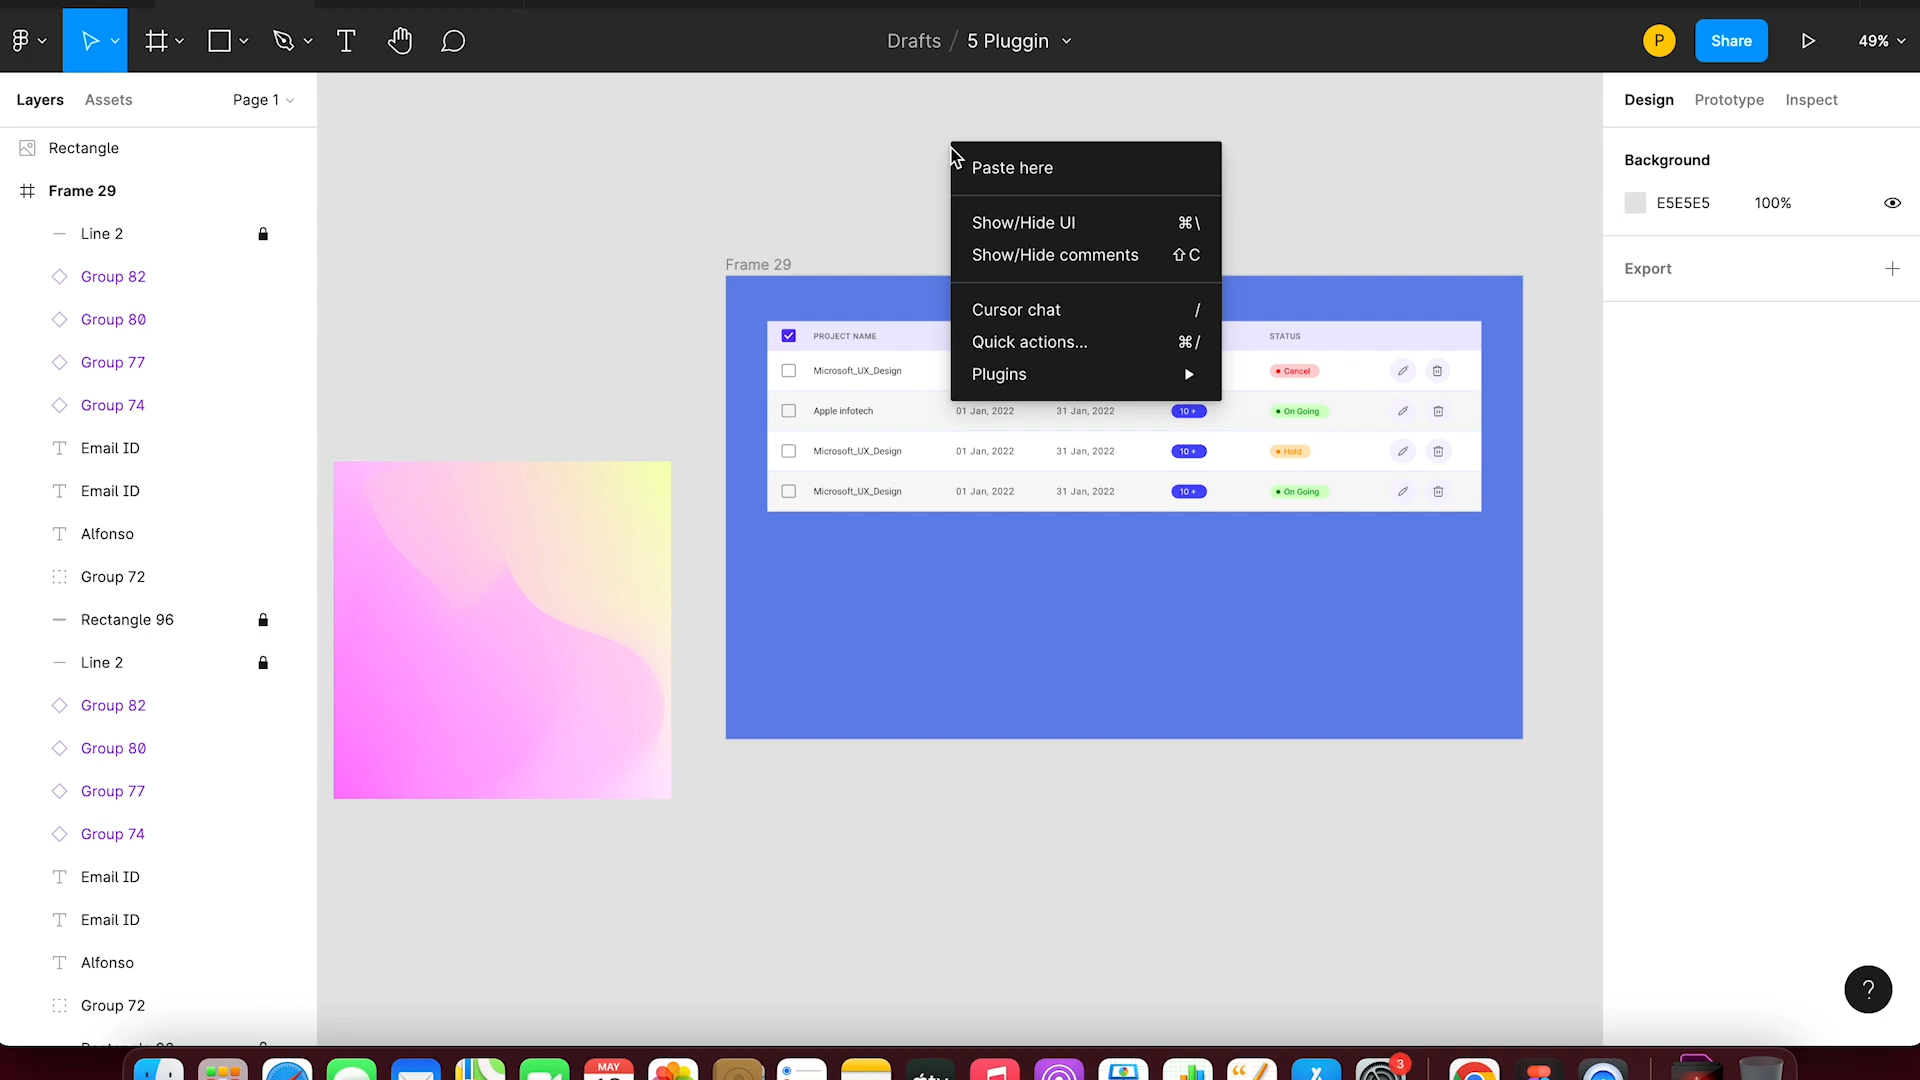 Drafts / 5 Pluggin
P
Share
49%
Layers
Assets
Page 1
Rectangle
Frame 29
Line 2
Group 82
Group 80
Group 77
Group 74
Email ID
Email ID
Alfonso
Group 72
Rectangle 96
Line 2
Group 82
Group 80
Group 77
Group 74
Email ID
Email ID
Alfonso
Group 72
Frame 29
Paste here
Show/Hide UI ⌘\
Show/Hide comments ⇧C
Cursor chat /
Quick actions... ⌘/
Plugins
PROJECT NAME STATUS
Microsoft_UX_Design Cancel
Apple infotech 01 Jan, 2022 31 Jan, 2022 10 + On Going
Microsoft_UX_Design 01 Jan, 2022 31 Jan, 2022 10 + Hold
Microsoft_UX_Design 01 Jan, 2022 31 Jan, 2022 10 + On Going
Design
Prototype
Inspect
Background
E5E5E5 100%
Export
?
MAY
3